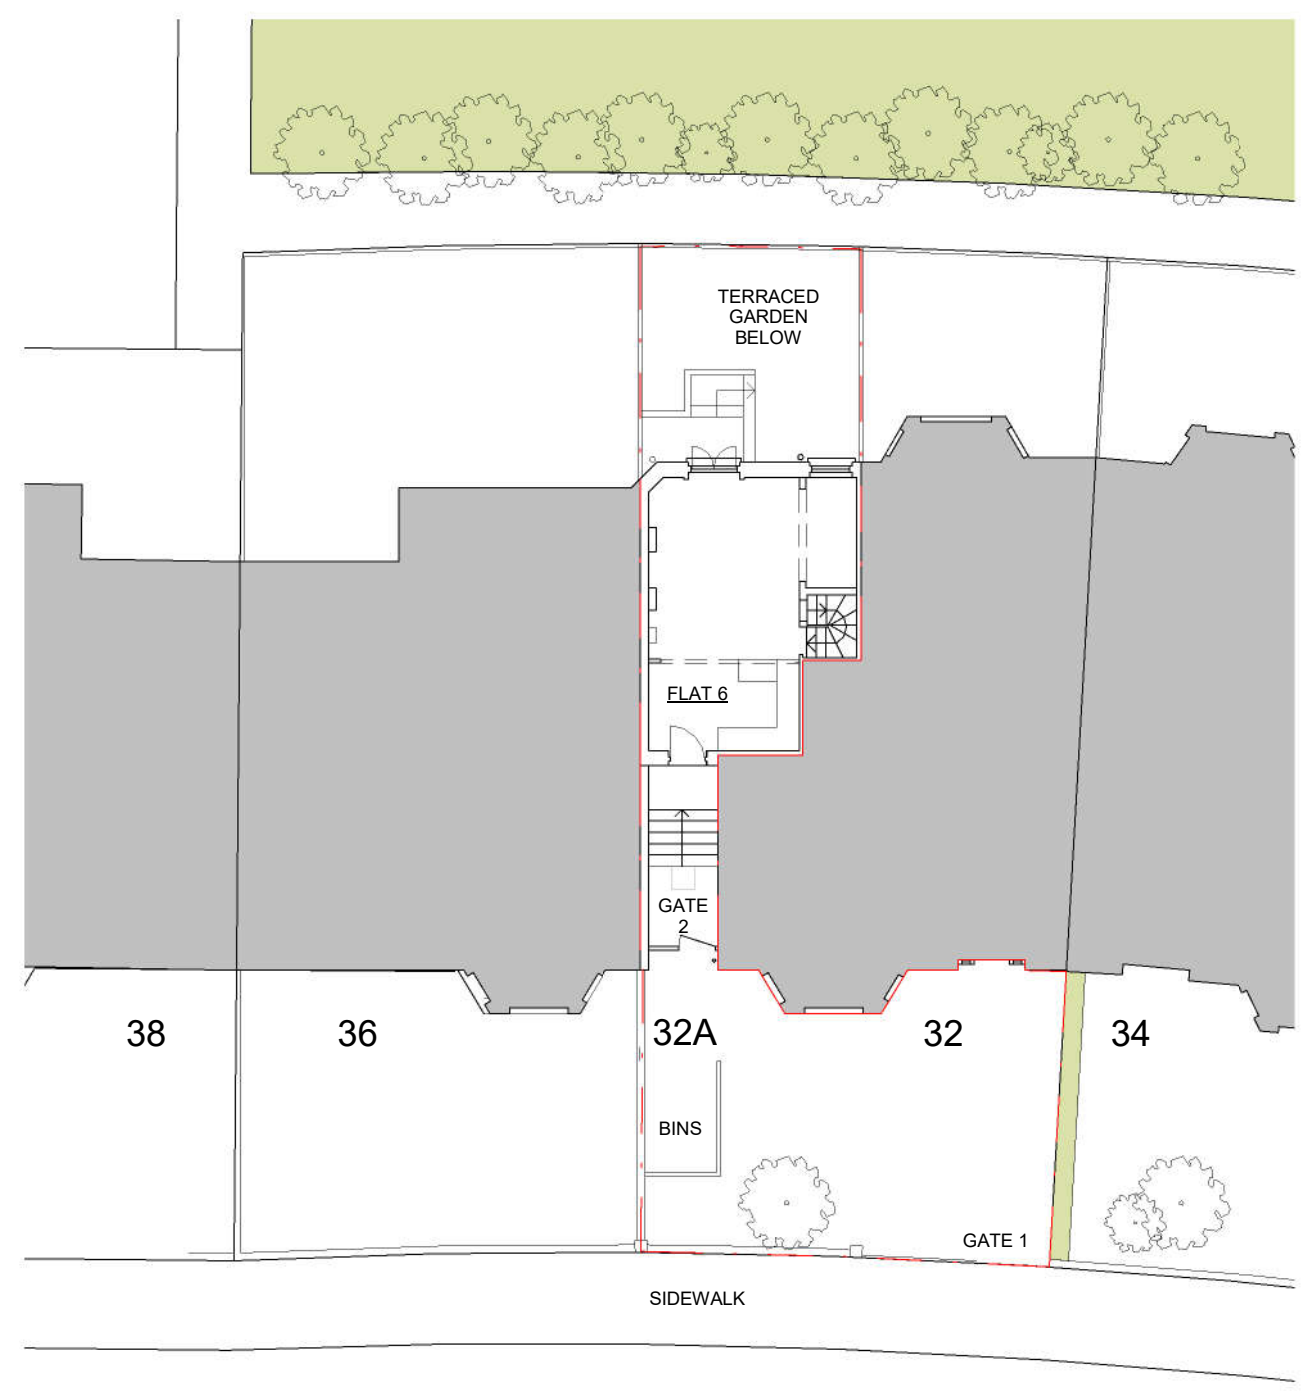 TERRACED
GARDEN
BELOW
FLAT 6
GATE
2
38
36
32A
32
34
BINS
GATE 1
SIDEWALK